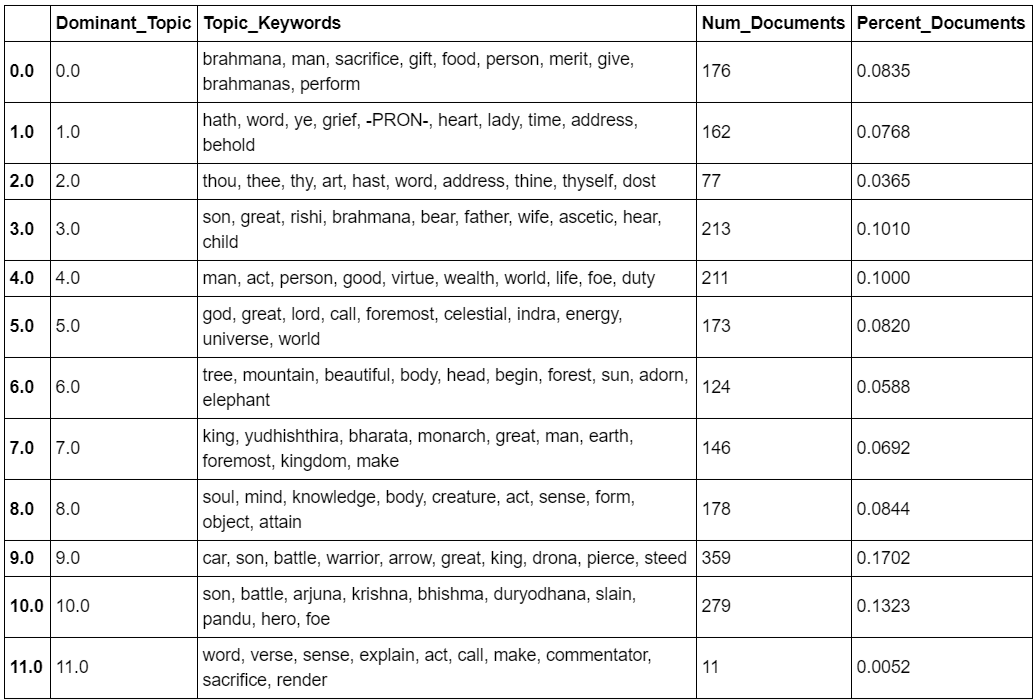 Dominant_Topic Topic_Keywords Num_Documents Percent_Documents
0.0 0.0 brahmana, man, sacrifice, gift, food, person, merit, give, 176 0.0835
brahmanas, perform
1.0 1.0 hath, word, ye, grief, -PRON-, heart, lady, time, address, 162 0.0768
behold
2.0 2.0 thou, thee, thy, art, hast, word, address, thine, thyself, dost 77 0.0365
3.0 3.0 son, great, rishi, brahmana, bear, father, wife, ascetic, hear, 213 0.1010
child
4.0 4.0 man, act, person, good, virtue, wealth, world, life, foe, duty 211 0.1000
5.0 5.0 god, great, lord, call, foremost, celestial, indra, energy, 173 0.0820
universe, world
6.0 6.0 tree, mountain, beautiful, body, head, begin, forest, sun, adorn, 124 0.0588
elephant
7.0 7.0 king, yudhishthira, bharata, monarch, great, man, earth, 146 0.0692
foremost, kingdom, make
8.0 8.0 soul, mind, knowledge, body, creature, act, sense, form, 178 0.0844
object, attain
9.0 9.0 car, son, battle, warrior, arrow, great, king, drona, pierce, steed 359 0.1702
10.0 10.0 son, battle, arjuna, krishna, bhishma, duryodhana, slain, 279 0.1323
pandu, hero, foe
11.0 11.0 word, verse, sense, explain, act, call, make, commentator, 11 0.0052
sacrifice, render